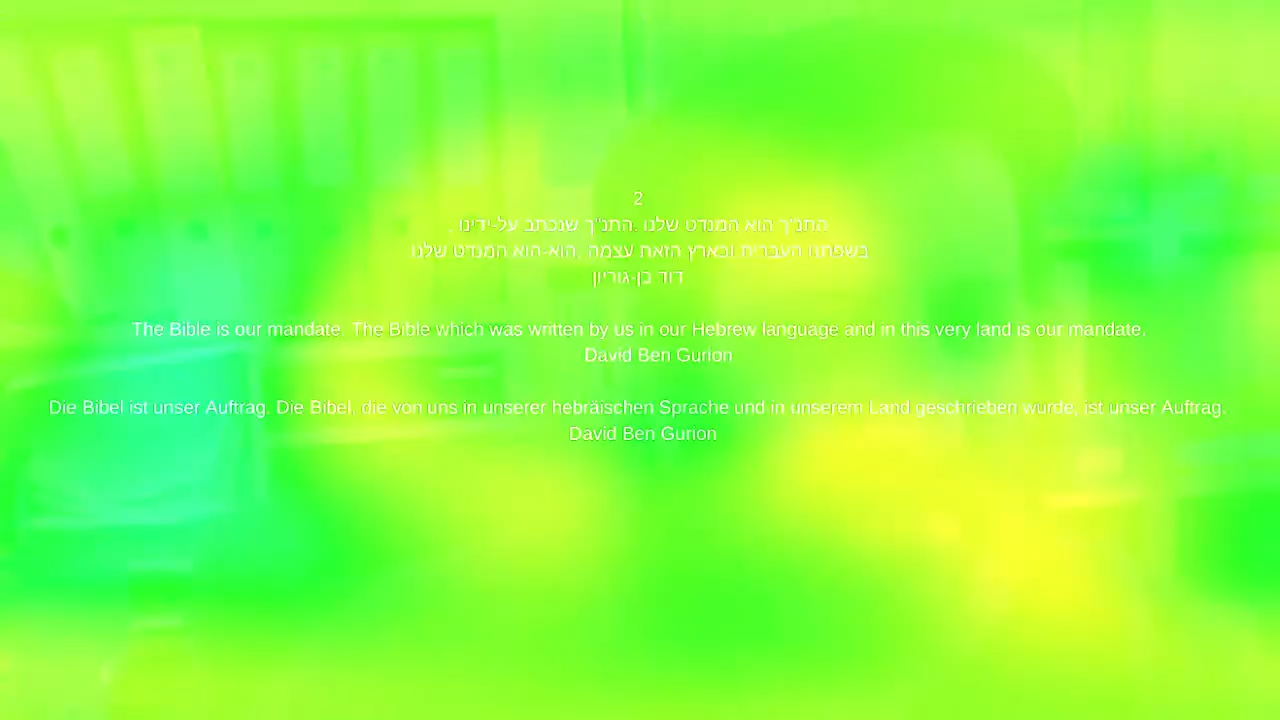 2
התנ"ך הוא המנדט שלנו .התנ"ך שנכתב על-ידינו ,
בשפתנו העברית ובארץ הזאת עצמה ,הוא-הוא המנדט שלנו
דוד בן-גוריון
The Bible is our mandate. The Bible which was written by us in our Hebrew language and in this very land is our mandate.
David Ben Gurion
Die Bibel ist unser Auftrag. Die Bibel, die von uns in unserer hebräischen Sprache und in unserem Land geschrieben wurde, ist unser Auftrag.
David Ben Gurion